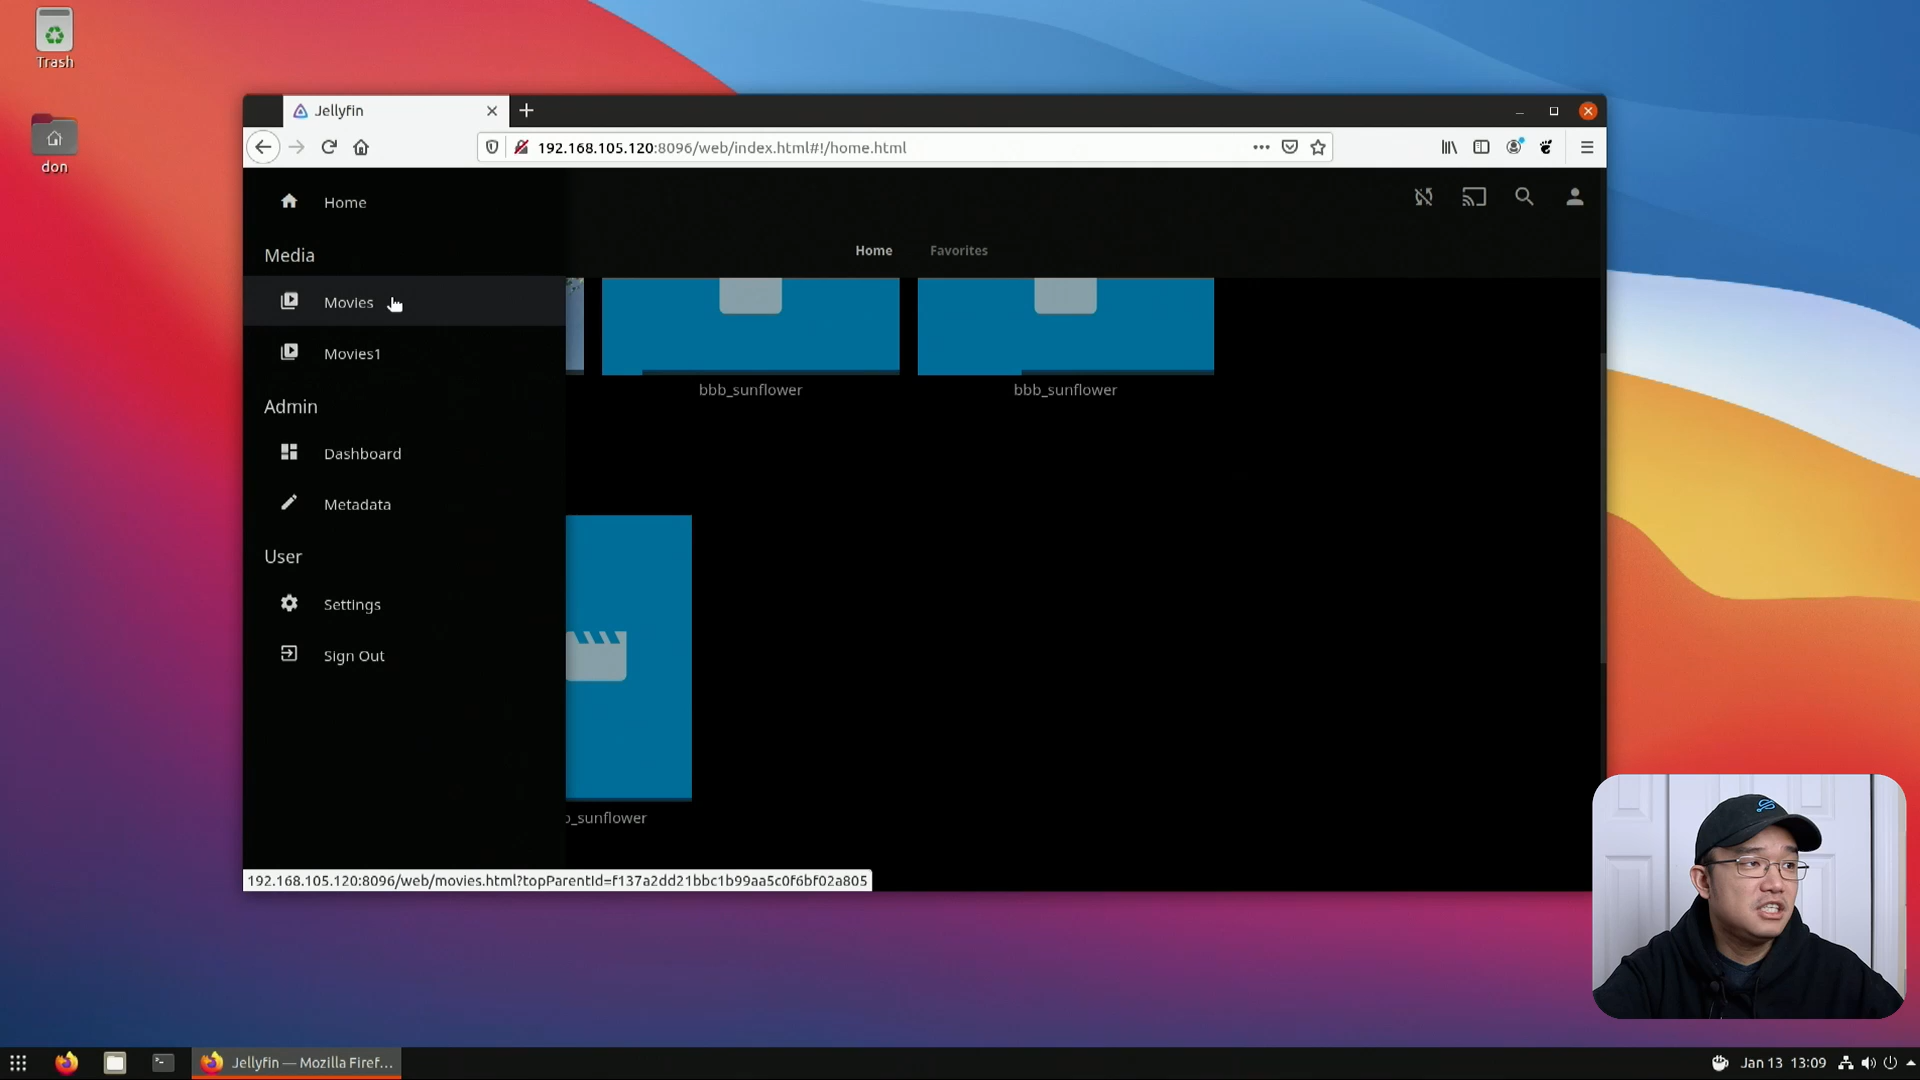 Trash
don
Jellyfin
192.168.105.120:8096/web/index.html#!/home.html
Home
Media
Movies
Movies1
Admin
Dashboard
Metadata
User
Settings
Sign Out
Home Favorites
bbb_sunflower bbb_sunflower
_sunflower
192.168.105.120:8096/web/movies.html?topParentId=f137a2dd21bbc1b99aa5c0f6bf02a805
Jellyfin — Mozilla Firef...
Jan 13 13:09